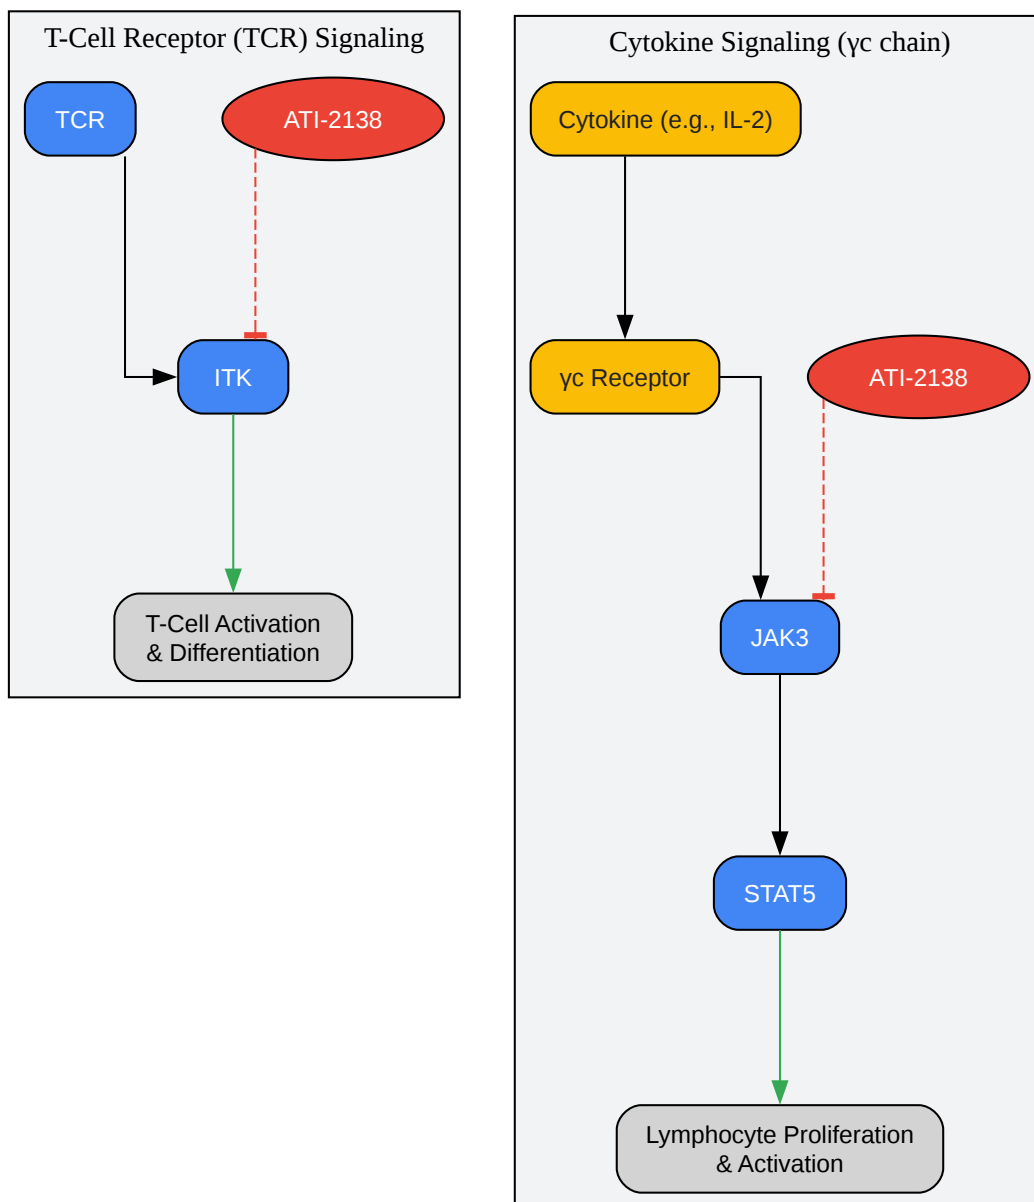 T-Cell Receptor (TCR) Signaling
TCR
ATI-2138
ITK
T-Cell Activation
& Differentiation
Cytokine Signaling (γc chain)
Cytokine (e.g., IL-2)
γc Receptor
ATI-2138
JAK3
STAT5
Lymphocyte Proliferation
& Activation